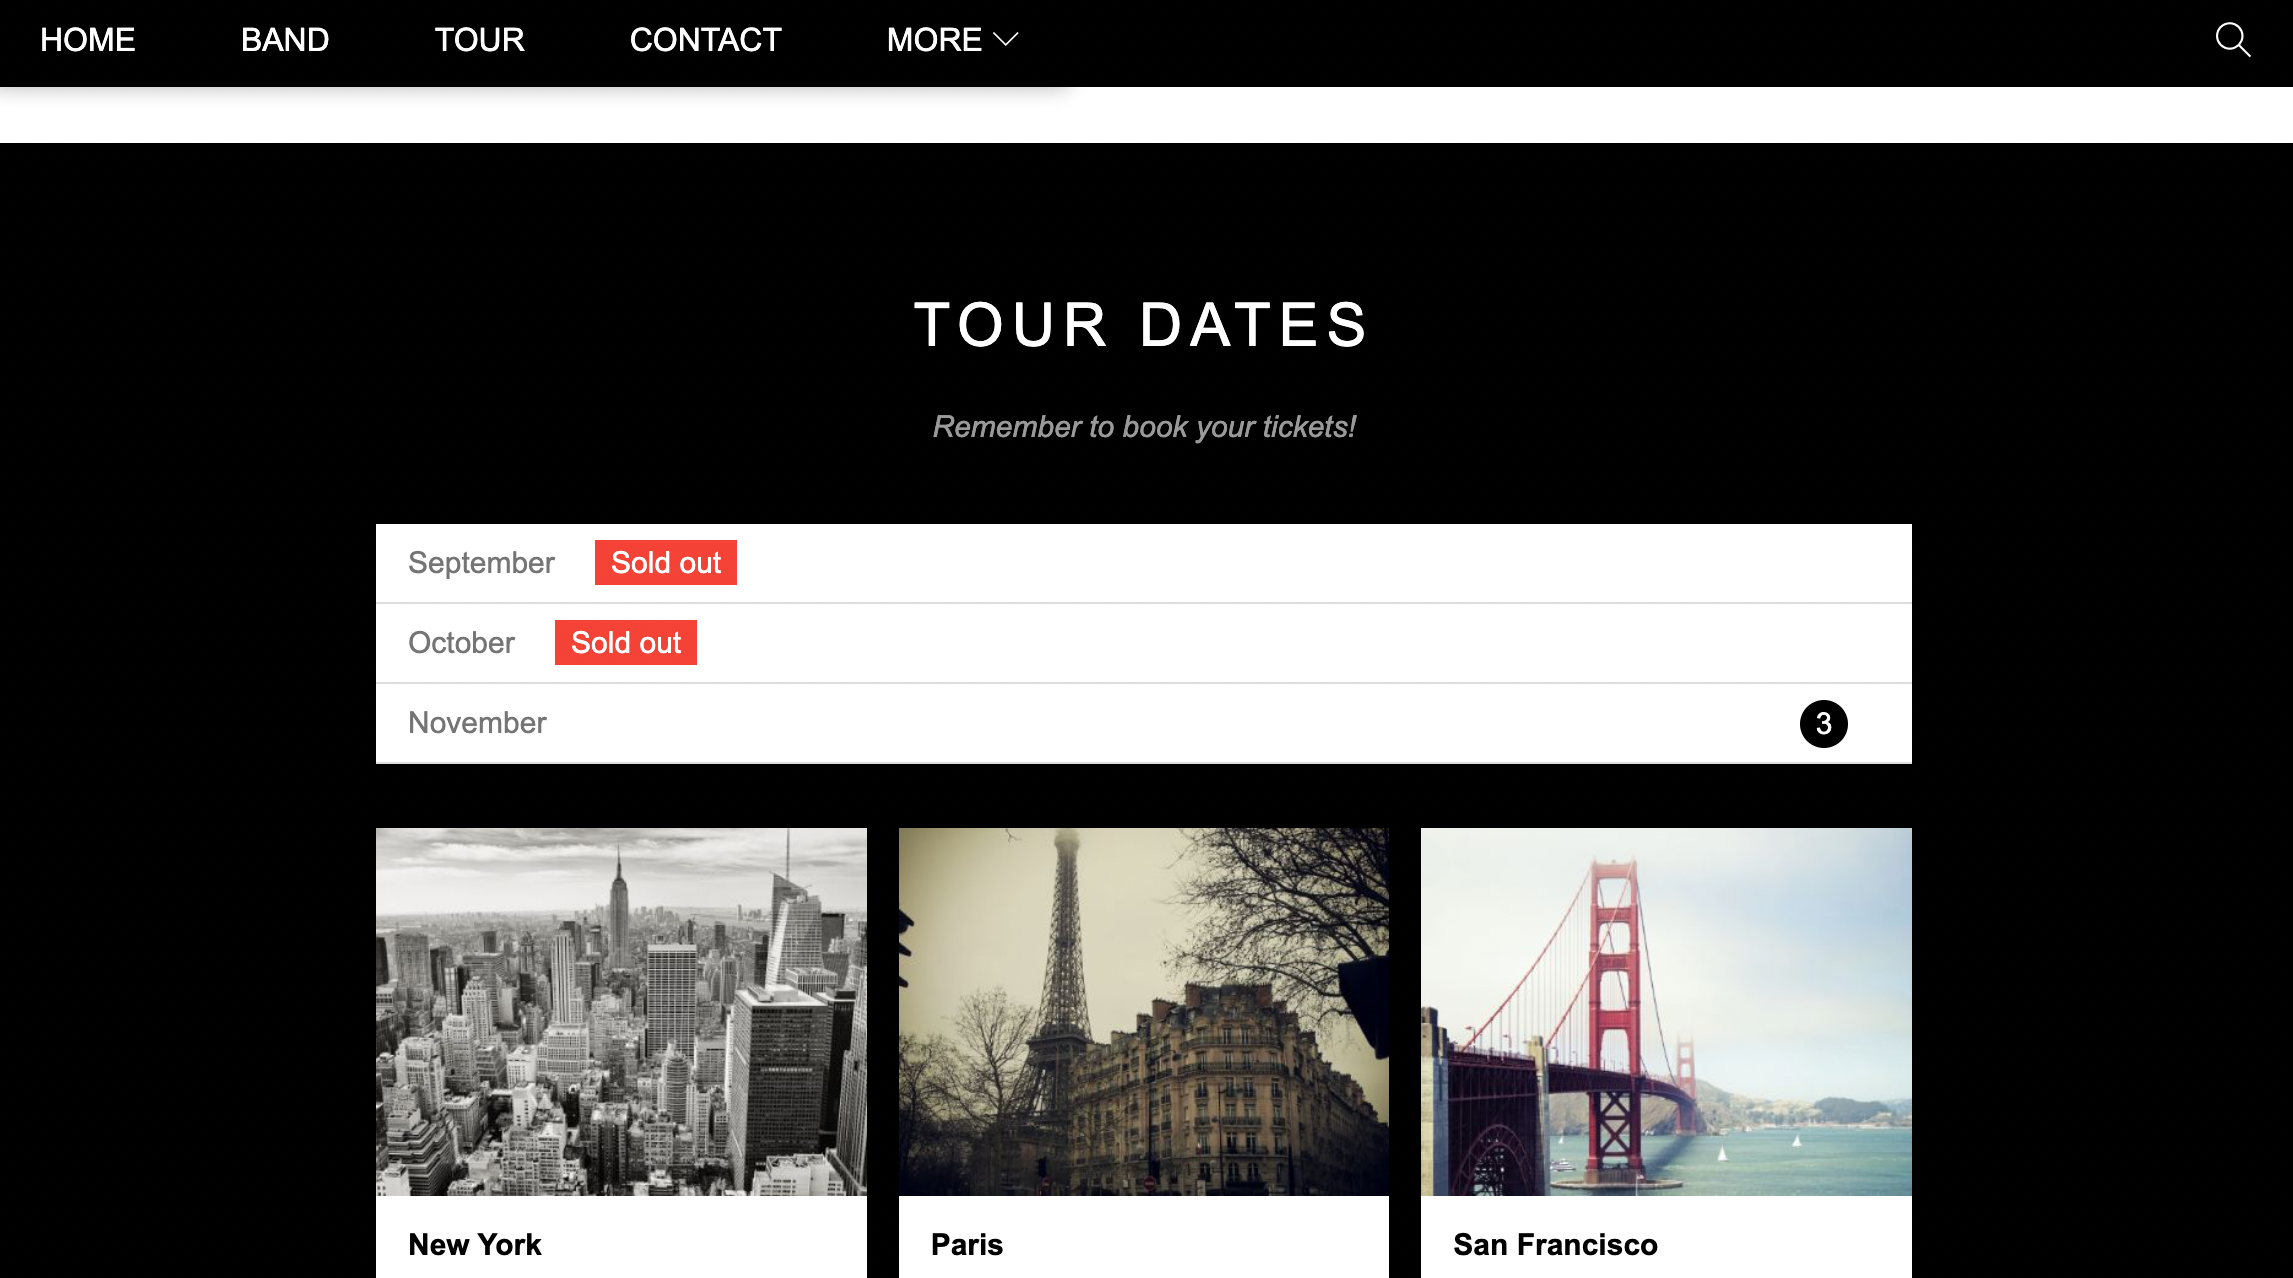 HOME BAND TOUR CONTACT MORE
TOUR DATES
Remember to book your tickets!
September Sold out
October Sold out
November 3
New York Paris San Francisco